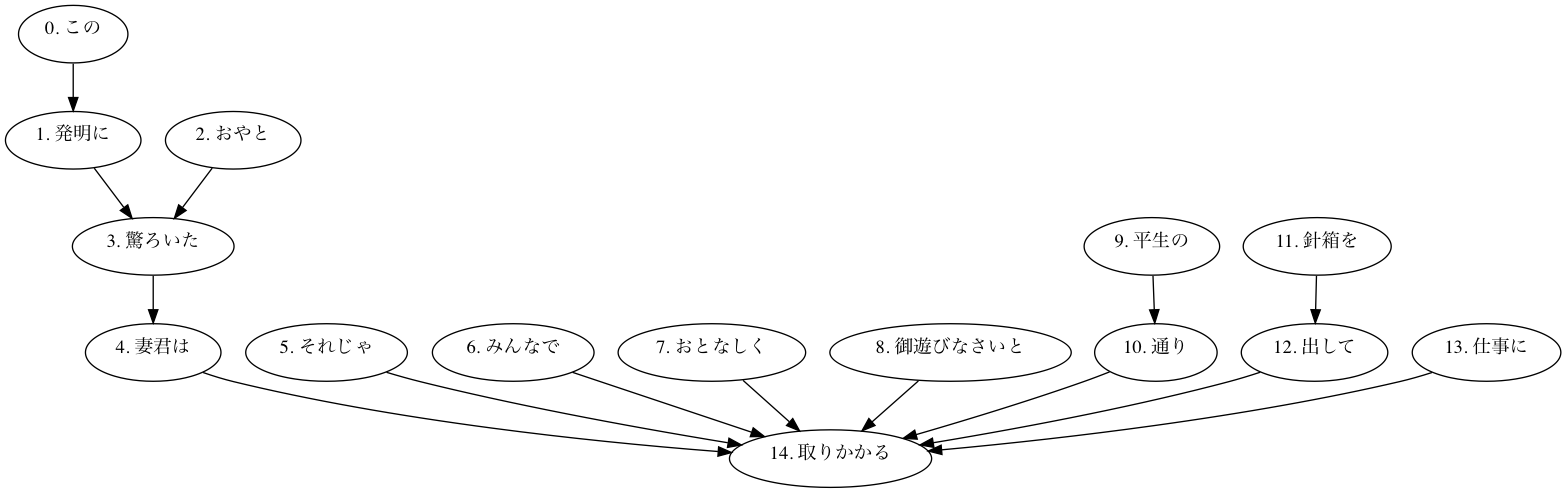 0. この
1. 発明に
2. おやと
3. 驚ろいた
4. 妻君は
5. それじゃ
6. みんなで
7. おとなしく
8. 御遊びなさいと
9. 平生の
10. 通り
11. 針箱を
12. 出して
13. 仕事に
14. 取りかかる